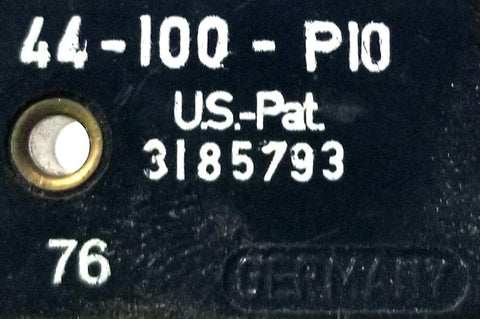 44-100-P10
U.S.-Pat.
3185793
76
GERMANY